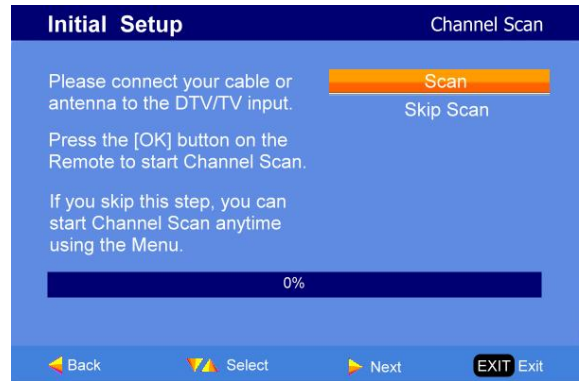 Initial Setup
Channel Scan
Please connect your cable or
antenna to the DTV/TV input.
Press the [OK] button on the
Remote to start Channel Scan.
If you skip this step, you can
start Channel Scan anytime
using the Menu.
Scan
Skip Scan
0%
Back
Select
Next
EXIT Exit